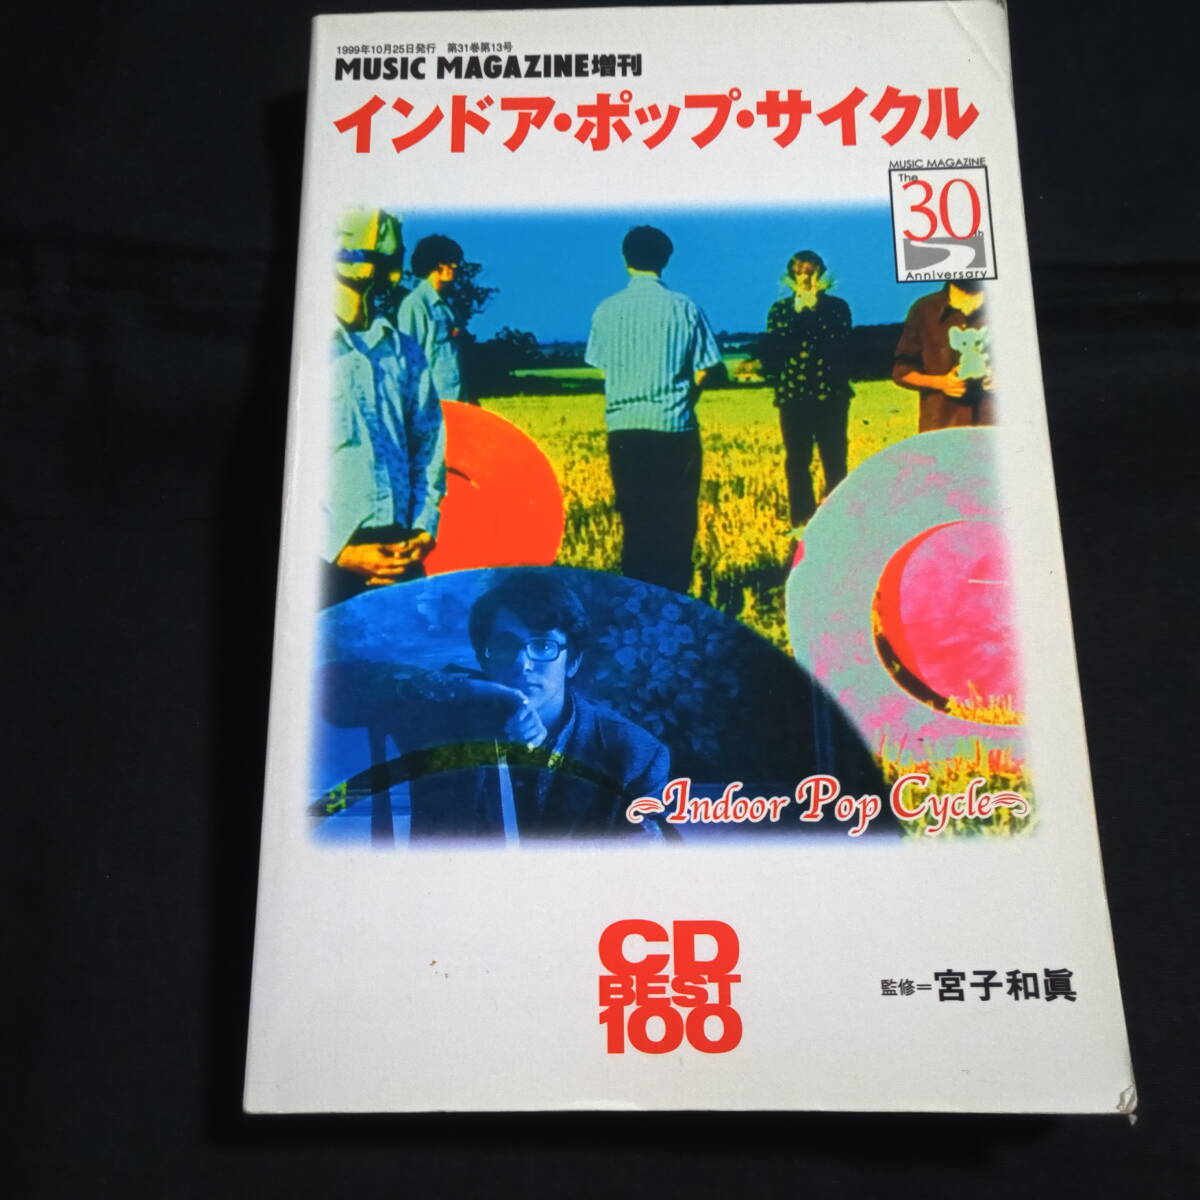 1999年10月25日発行 第31巻第13号
MUSIC MAGAZINE増刊
インドア・ポップ・サイクル
MUSIC MAGAZINE
The
30th
Anniversary
Indoor Pop Cycle
CD
BEST
100
監修＝宮子和眞